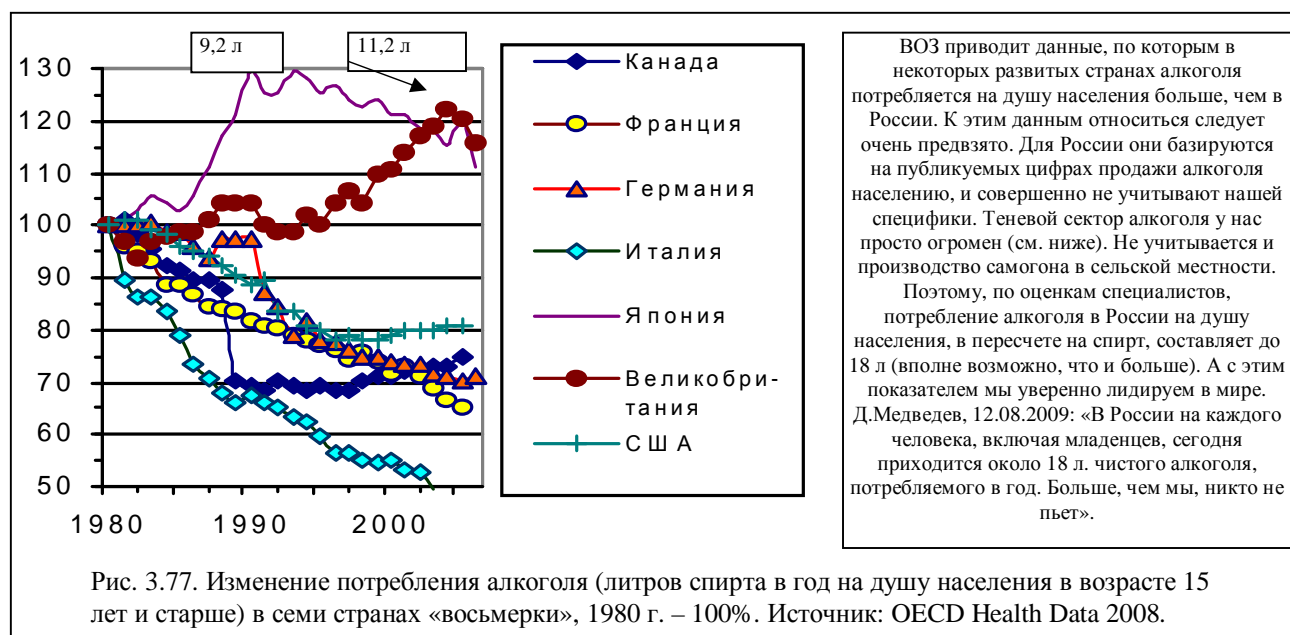 9,2 л
11,2 л
130
120
110
100
90
80
70
60
50
1980
1990
2000
Канада
Франция
Германия
Италия
Япония
Великобри-
тания
США
ВОЗ приводит данные, по которым в
некоторых развитых странах алкоголя
потребляется на душу населения больше, чем в
России. К этим данным относиться следует
очень предвзято. Для России они базируются
на публикуемых цифрах продажи алкоголя
населению, и совершенно не учитывают нашей
специфики. Теневой сектор алкоголя у нас
просто огромен (см. ниже). Не учитывается и
производство самогона в сельской местности.
Поэтому, по оценкам специалистов,
потребление алкоголя в России на душу
населения, в пересчете на спирт, составляет до
18 л (вполне возможно, что и больше). А с этим
показателем мы уверенно лидируем в мире.
Д.Медведев, 12.08.2009: «В России на каждого
человека, включая младенцев, сегодня
приходится около 18 л. чистого алкоголя,
потребляемого в год. Больше, чем мы, никто не
пьет».
Рис. 3.77. Изменение потребления алкоголя (литров спирта в год на душу населения в возрасте 15
лет и старше) в семи странах «восьмерки», 1980 г. – 100%. Источник: OECD Health Data 2008.